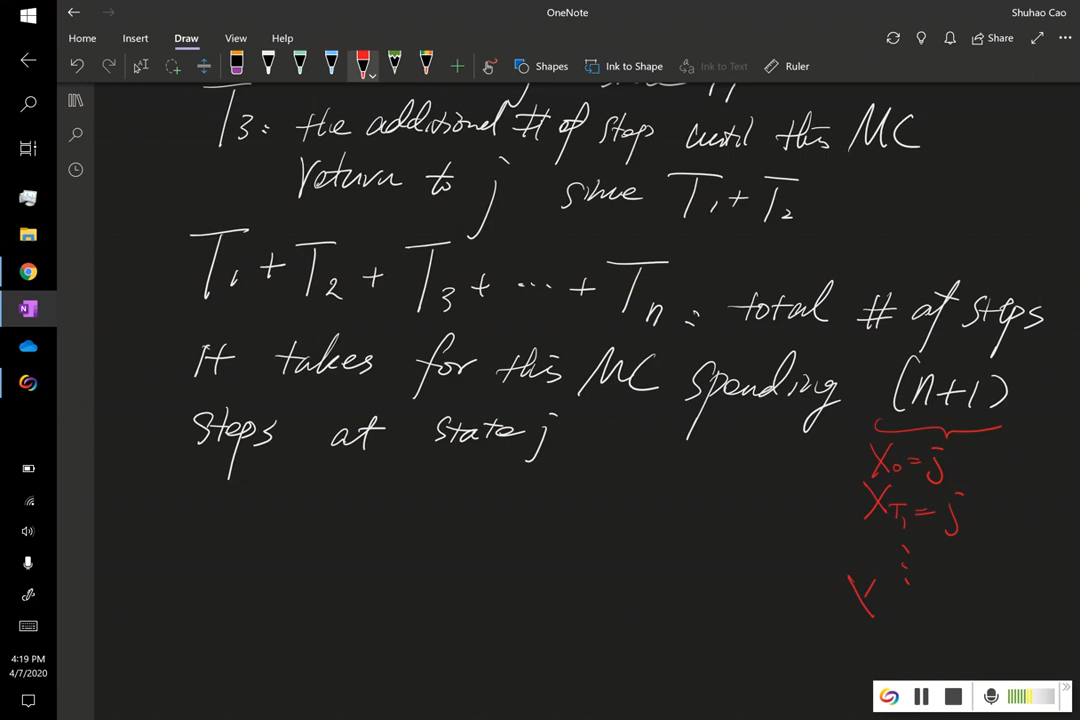 OneNote
Shuhao Cao
Home Insert Draw View Help
Share
Shapes
Ink to Shape
Ink to Text
Ruler
T3: the additional # of steps until this MC
return to j since T1 + T2
T1 + T2 + T3 + ... + Tn : total # of steps
it takes for this MC spending (n+1)
steps at state j
X0 = j
XT1 = j
⋮
4:19 PM
4/7/2020